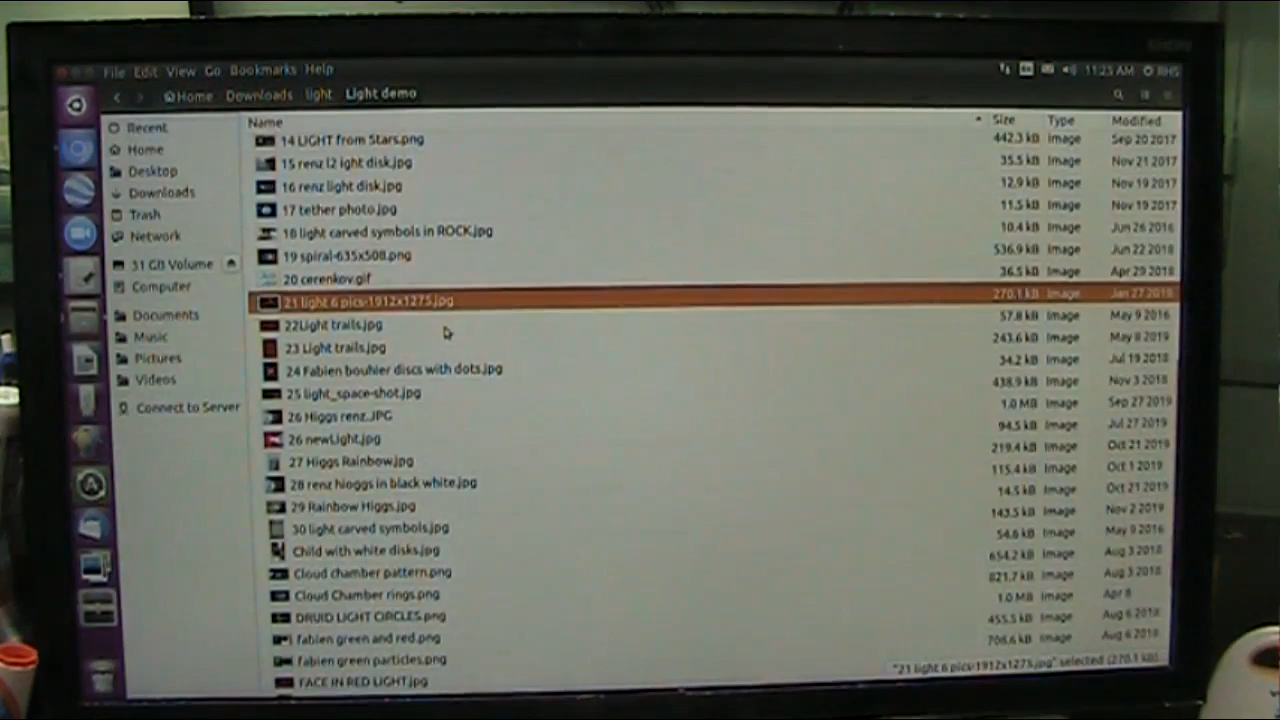 File Edit View Go Bookmarks Help 11:25 AM
Home Downloads light Light demo
Name Size Type Modified
Recent
Home
Desktop
Downloads
Trash
Network
31 GB Volume
Computer
Documents
Music
Pictures
Videos
Connect to Server
14 LIGHT from Stars.png 442.3 kB Image Sep 20 2017
15 renz l2 ight disk.jpg 35.5 kB Image Nov 21 2017
16 renz light disk.jpg 12.9 kB Image Nov 19 2017
17 tether photo.jpg 11.5 kB Image Nov 19 2017
18 light carved symbols in ROCK.jpg 10.4 kB Image Jun 26 2016
19 spiral-635x508.png 536.9 kB Image Jun 22 2018
20 cerenkov.gif 36.5 kB Image Apr 29 2018
21 light 6 pics-1912x1275.jpg 270.1 kB Image Jan 27 2019
22Light trails.jpg 57.8 kB Image May 9 2016
23 Light trails.jpg 243.6 kB Image May 8 2019
24 Fabien bouhier discs with dots.jpg 34.2 kB Image Jul 19 2018
25 light_space-shot.jpg 438.9 kB Image Nov 3 2018
26 Higgs renz.JPG 1.0 MB Image Sep 27 2019
26 newLight.jpg 94.5 kB Image Jul 27 2019
27 Higgs Rainbow.jpg 219.4 kB Image Oct 21 2019
28 renz hioggs in black white.jpg 115.4 kB Image Oct 1 2019
29 Rainbow Higgs.jpg 14.5 kB Image Oct 21 2019
30 light carved symbols.jpg 143.5 kB Image Nov 2 2019
Child with white disks.jpg 54.6 kB Image May 9 2016
Cloud chamber pattern.png 654.2 kB Image Aug 3 2018
Cloud Chamber rings.png 821.7 kB Image Aug 3 2018
DRUID LIGHT CIRCLES.png 1.0 MB Image Apr 8
fabien green and red.png 455.5 kB Image Aug 6 2018
fabien green particles.png 708.6 kB Image Aug 6 2018
FACE IN RED LIGHT.jpg
"21 light 6 pics-1912x1275.jpg" selected (270.1 kB)